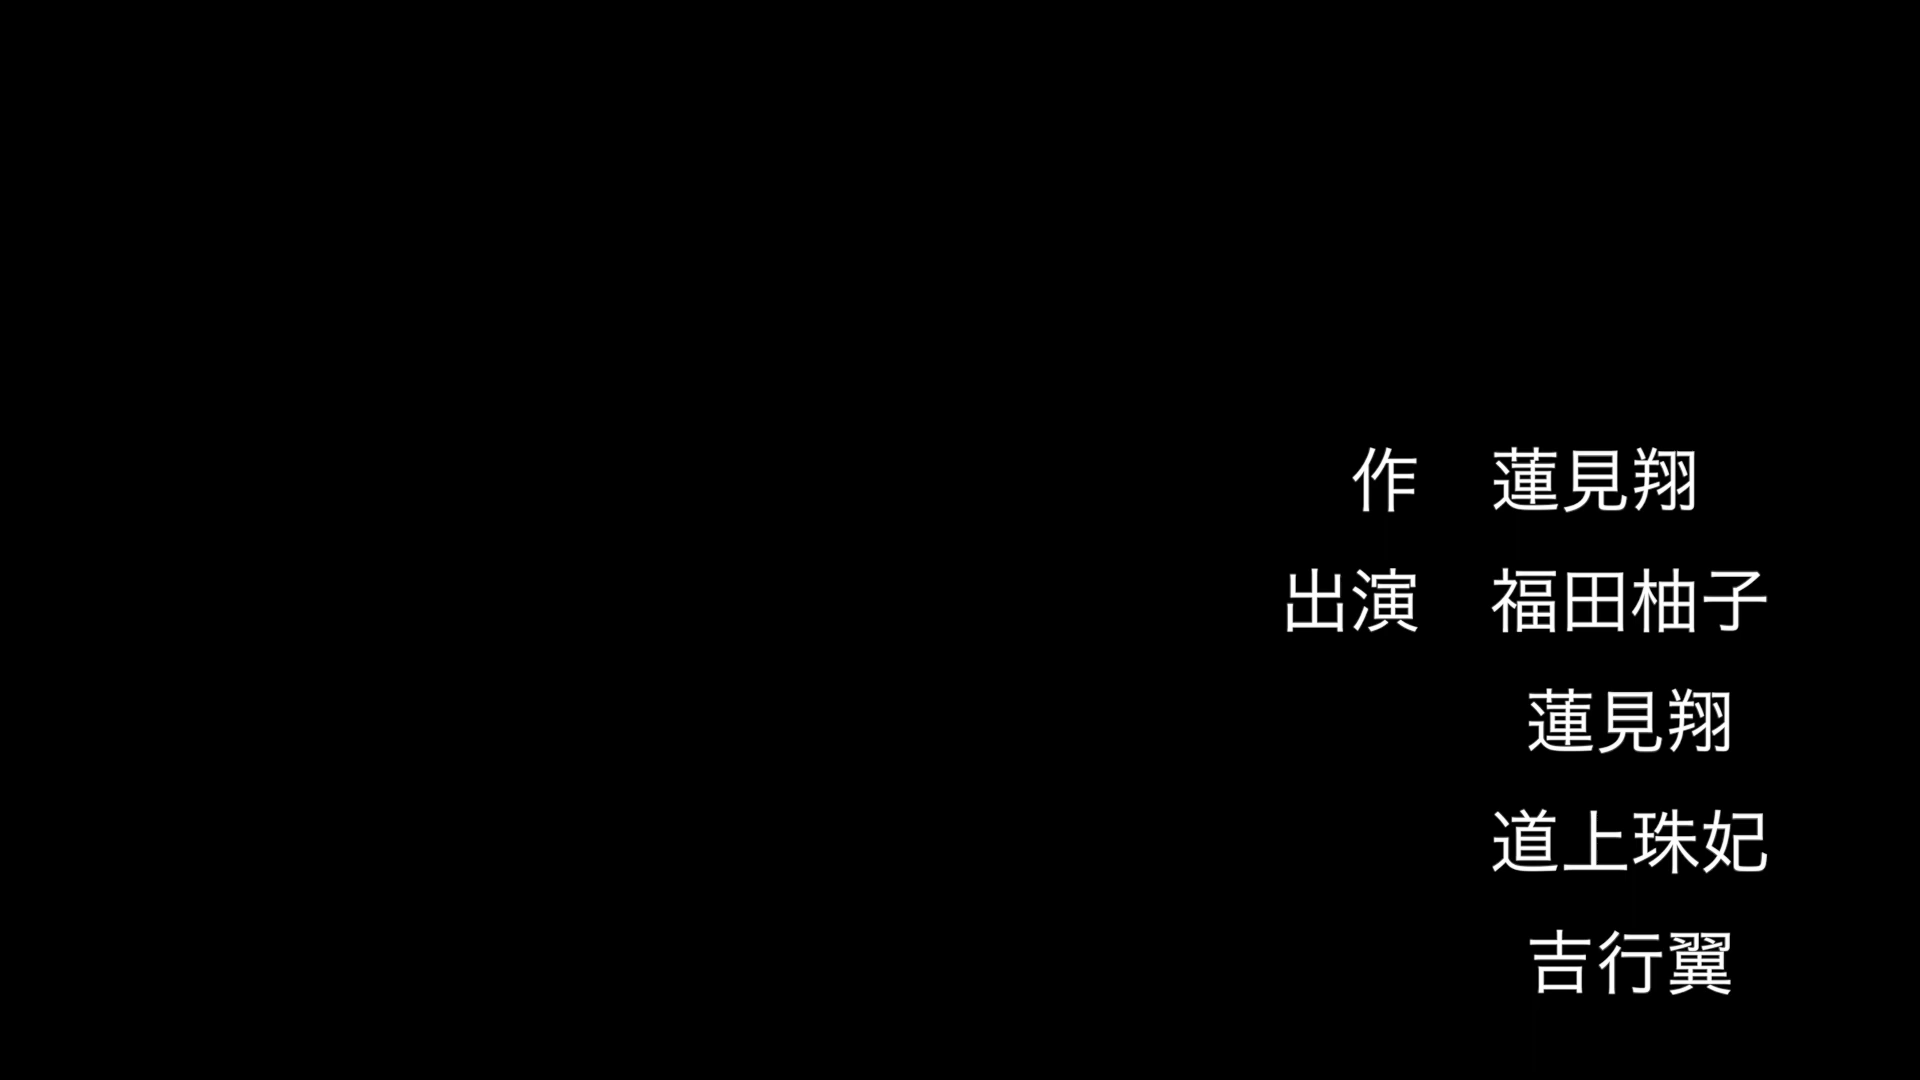 作　蓮見翔
出演　福田柚子
蓮見翔
道上珠妃
吉行翼